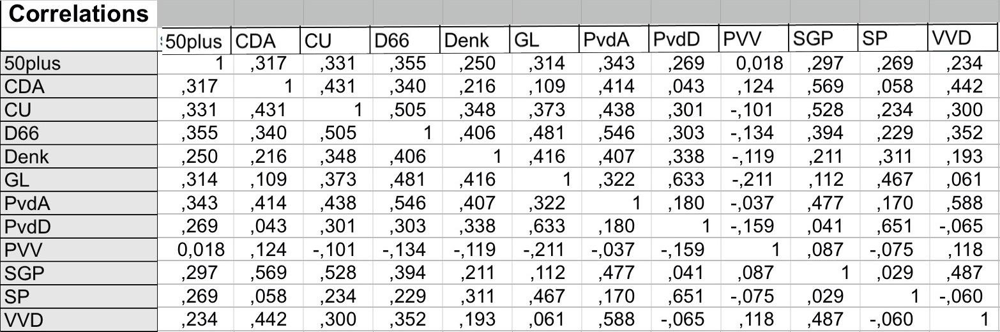 Correlations
50plus CDA CU D66 Denk GL PvdA PvdD PVV SGP SP VVD
50plus 1 ,317 ,331 ,355 ,250 ,314 ,343 ,269 0,018 ,297 ,269 ,234
CDA ,317 1 ,431 ,340 ,216 ,109 ,414 ,043 ,124 ,569 ,058 ,442
CU ,331 ,431 1 ,505 ,348 ,373 ,438 ,301 -,101 ,528 ,234 ,300
D66 ,355 ,340 ,505 1 ,406 ,481 ,546 ,303 -,134 ,394 ,229 ,352
Denk ,250 ,216 ,348 ,406 1 ,416 ,407 ,338 -,119 ,211 ,311 ,193
GL ,314 ,109 ,373 ,481 ,416 1 ,322 ,633 -,211 ,112 ,467 ,061
PvdA ,343 ,414 ,438 ,546 ,407 ,322 1 ,180 -,037 ,477 ,170 ,588
PvdD ,269 ,043 ,301 ,303 ,338 ,633 ,180 1 -,159 ,041 ,651 -,065
PVV 0,018 ,124 -,101 -,134 -,119 -,211 -,037 -,159 1 ,087 -,075 ,118
SGP ,297 ,569 ,528 ,394 ,211 ,112 ,477 ,041 ,087 1 ,029 ,487
SP ,269 ,058 ,234 ,229 ,311 ,467 ,170 ,651 -,075 ,029 1 -,060
VVD ,234 ,442 ,300 ,352 ,193 ,061 ,588 -,065 ,118 ,487 -,060 1